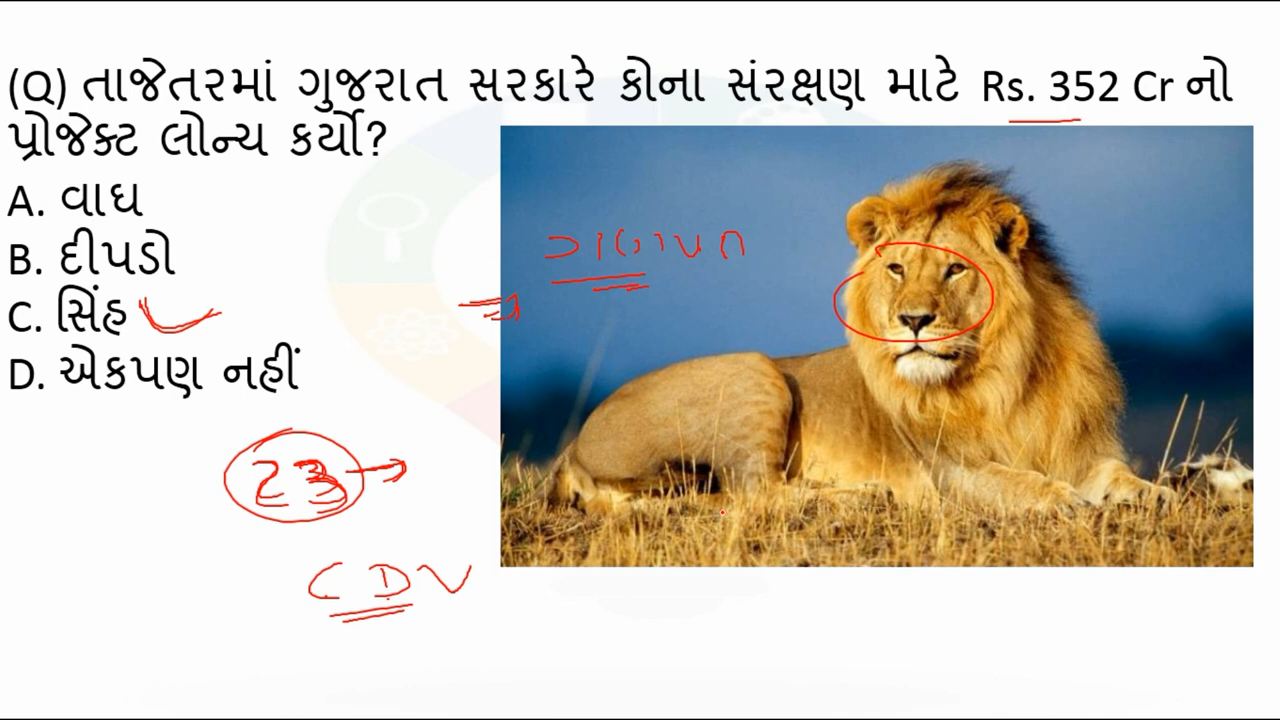 (Q) તાજેતરમાં ગુજરાત સરકારે કોના સંરક્ષણ માટે Rs. 352 Cr નો
પ્રોજેક્ટ લોન્ચ કર્યો?
A. વાઘ
B. દીપડો
C. સિંહ
D. એકપણ નહીં
23
CDV